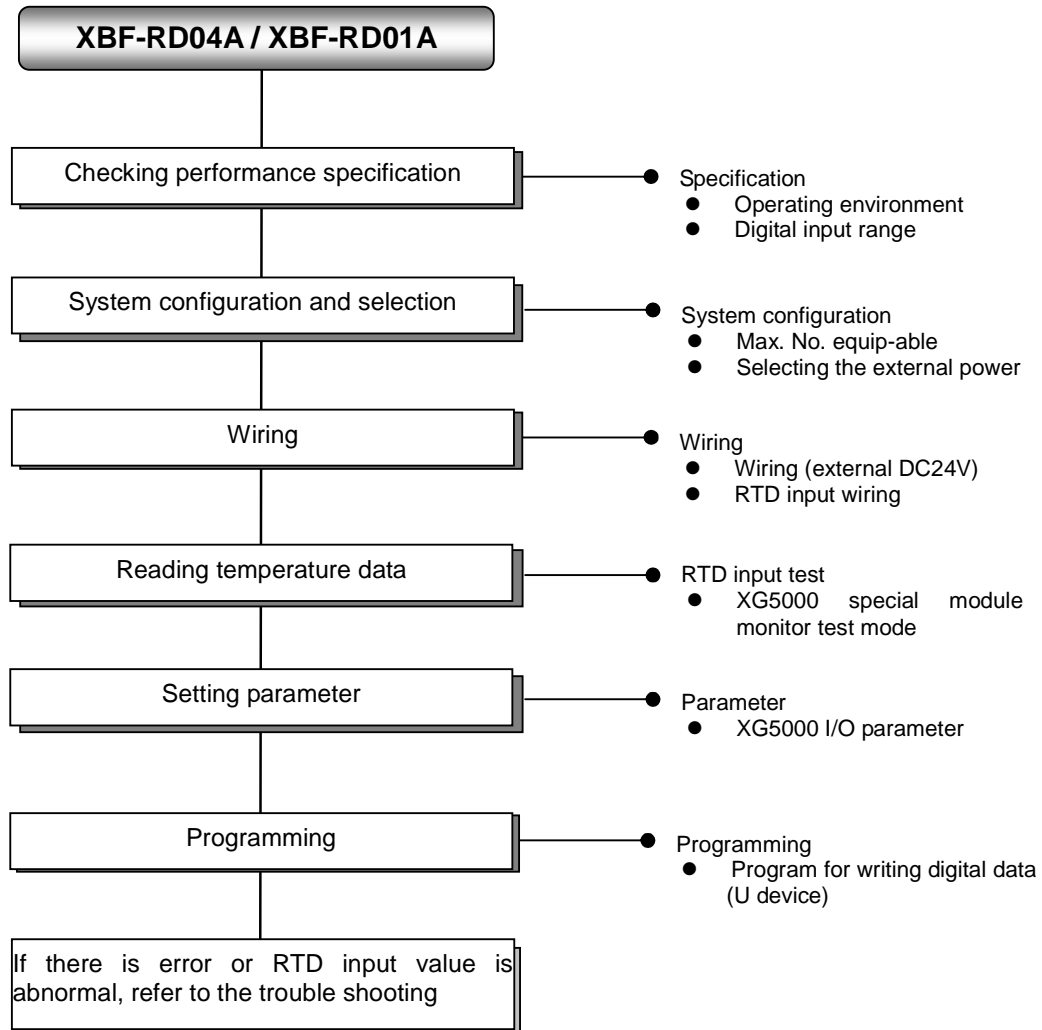 XBF-RD04A / XBF-RD01A
Checking performance specification
Specification
● Operating environment
● Digital input range
System configuration and selection
System configuration
● Max. No. equip-able
● Selecting the external power
Wiring
Wiring
● Wiring (external DC24V)
● RTD input wiring
Reading temperature data
RTD input test
● XG5000 special module
monitor test mode
Setting parameter
Parameter
● XG5000 I/O parameter
Programming
Programming
● Program for writing digital data
(U device)
If there is error or RTD input value is
abnormal, refer to the trouble shooting